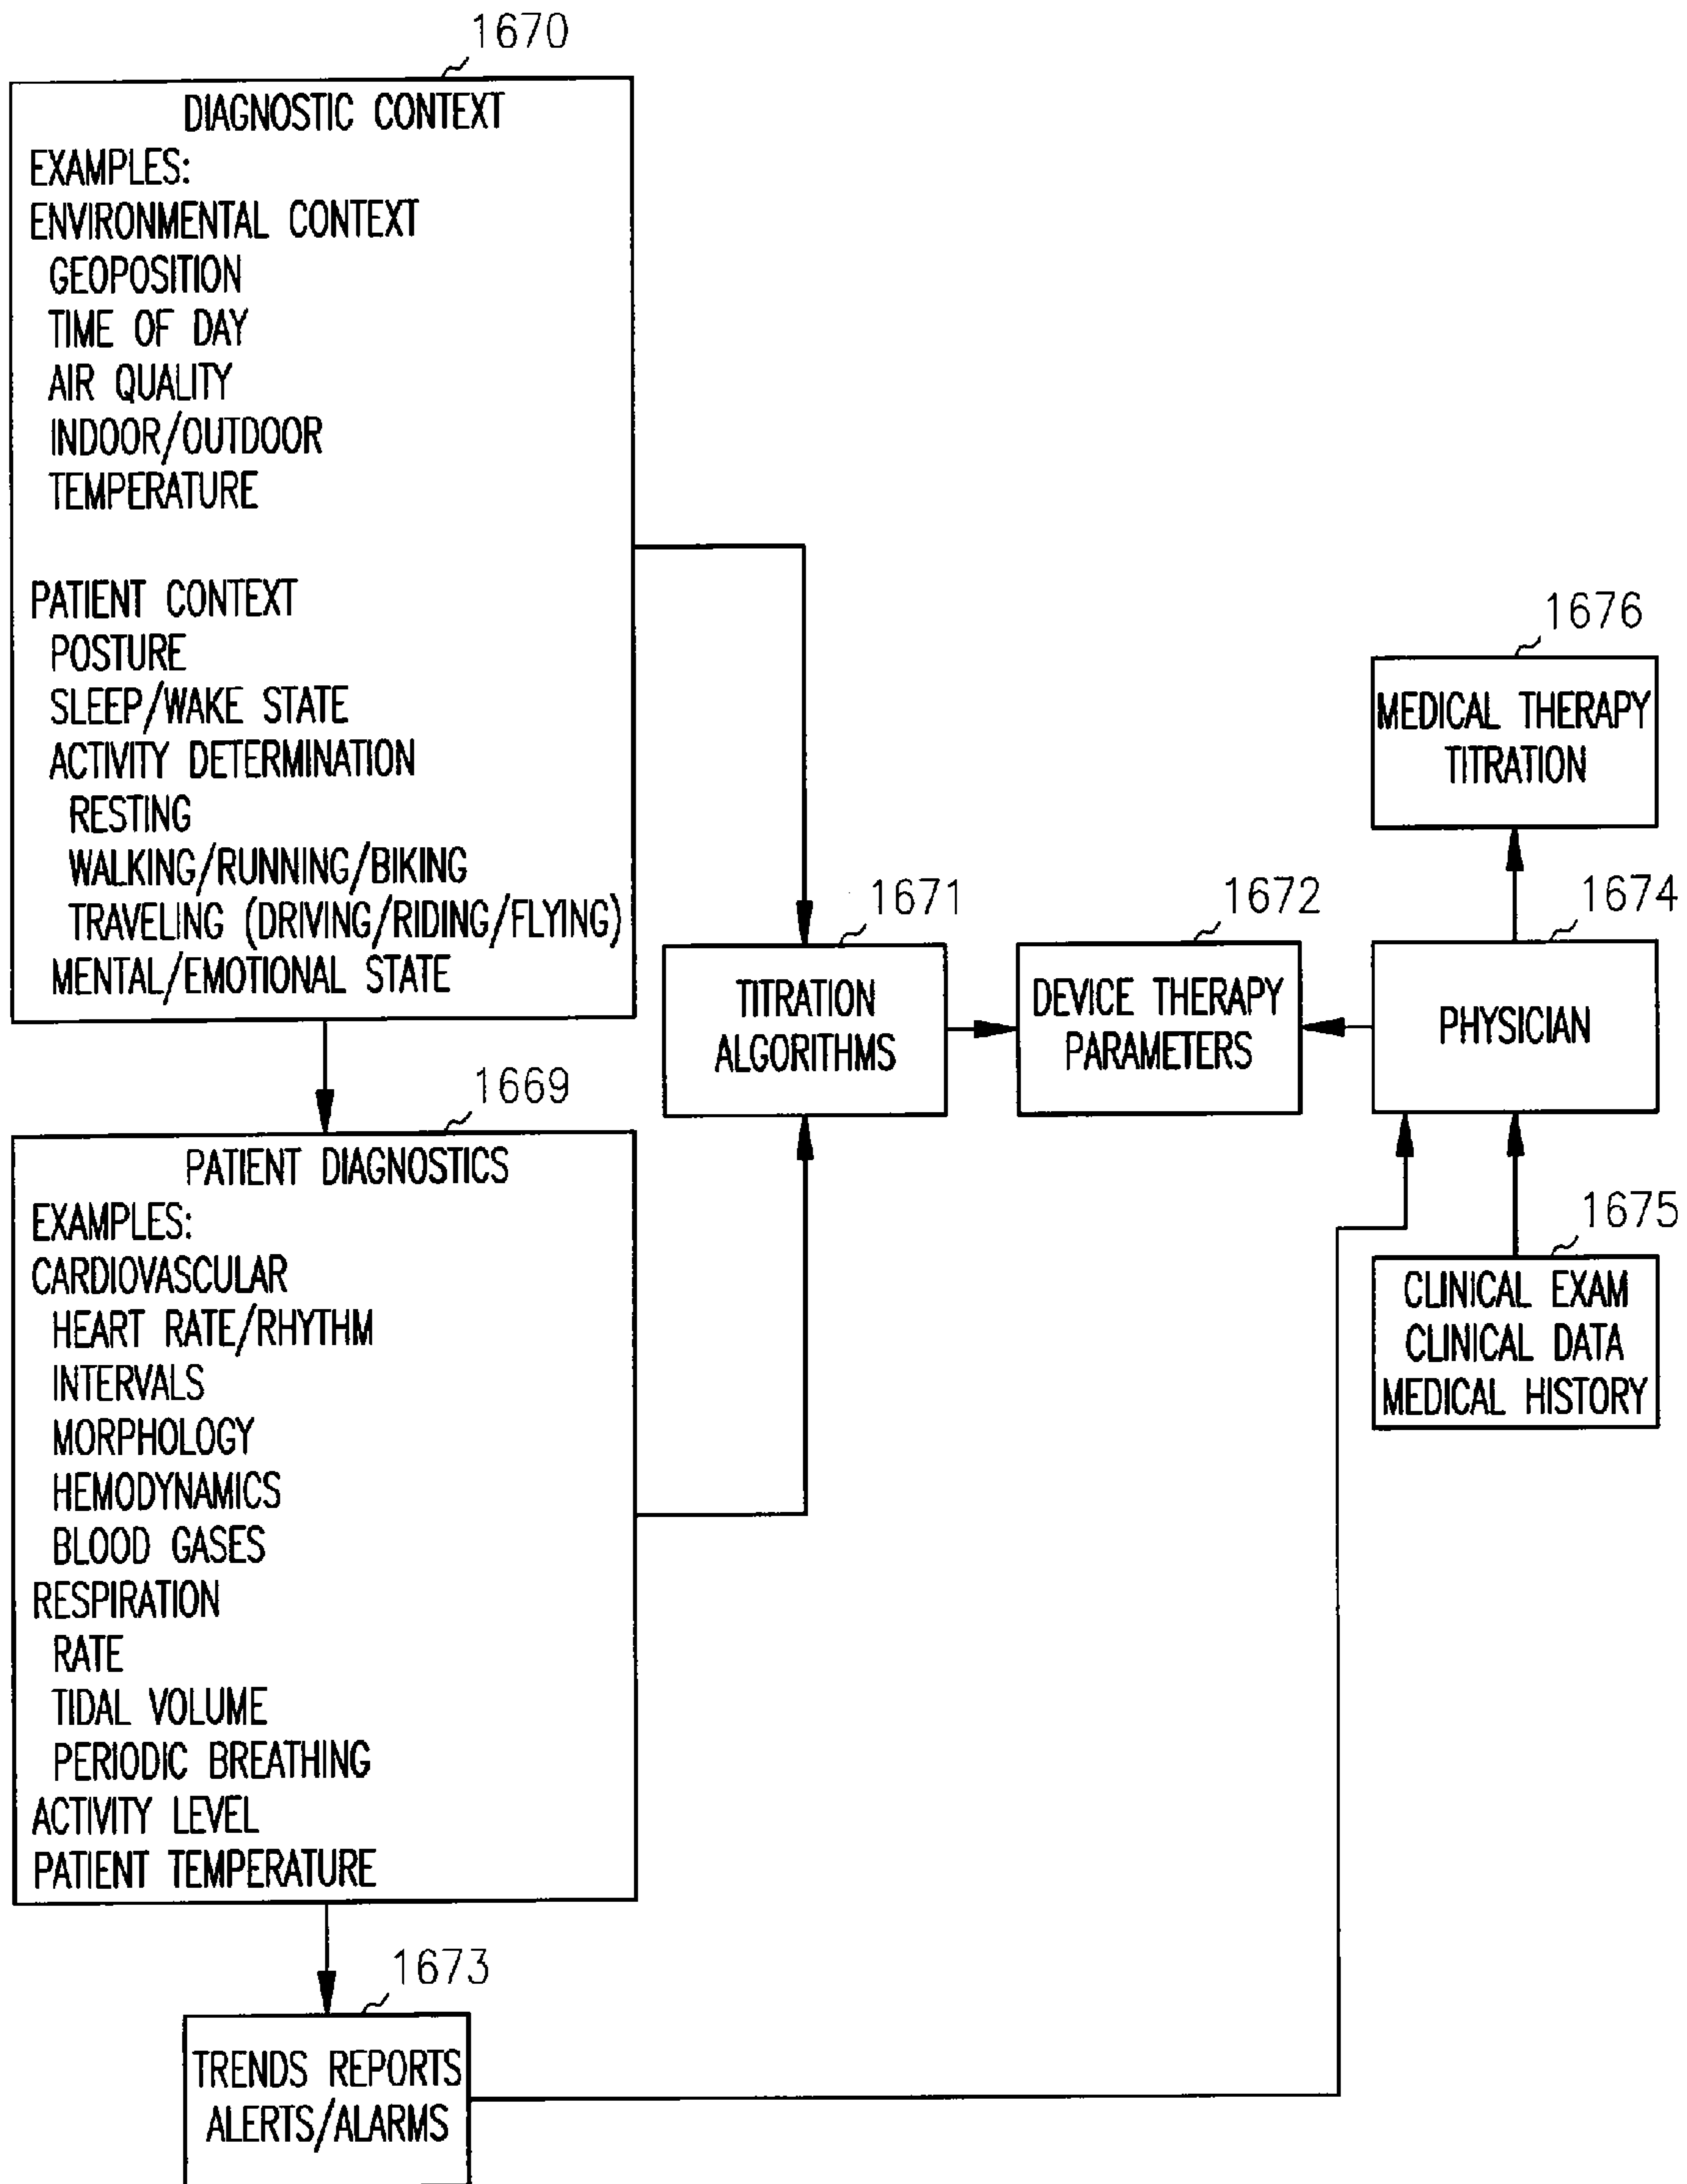 1670
DIAGNOSTIC CONTEXT
EXAMPLES:
ENVIRONMENTAL CONTEXT
GEOPOSITION
TIME OF DAY
AIR QUALITY
INDOOR/OUTDOOR
TEMPERATURE
PATIENT CONTEXT
POSTURE
SLEEP/WAKE STATE
ACTIVITY DETERMINATION
RESTING
WALKING/RUNNING/BIKING
TRAVELING (DRIVING/RIDING/FLYING)
MENTAL/EMOTIONAL STATE
1669
PATIENT DIAGNOSTICS
EXAMPLES:
CARDIOVASCULAR
HEART RATE/RHYTHM
INTERVALS
MORPHOLOGY
HEMODYNAMICS
BLOOD GASES
RESPIRATION
RATE
TIDAL VOLUME
PERIODIC BREATHING
ACTIVITY LEVEL
PATIENT TEMPERATURE
1673
TRENDS REPORTS
ALERTS/ALARMS
1671
TITRATION
ALGORITHMS
1672
DEVICE THERAPY
PARAMETERS
1676
MEDICAL THERAPY
TITRATION
1674
PHYSICIAN
1675
CLINICAL EXAM
CLINICAL DATA
MEDICAL HISTORY